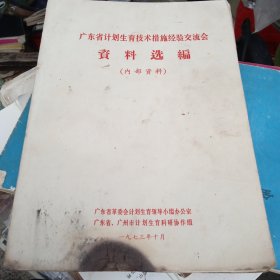 广东省计划生育技术措施经验交流会
資料选編
(内部资料)
广东省革委会计划生育领导小组办公室
广东省、广州市计划生育科研协作组
一九七三年十月